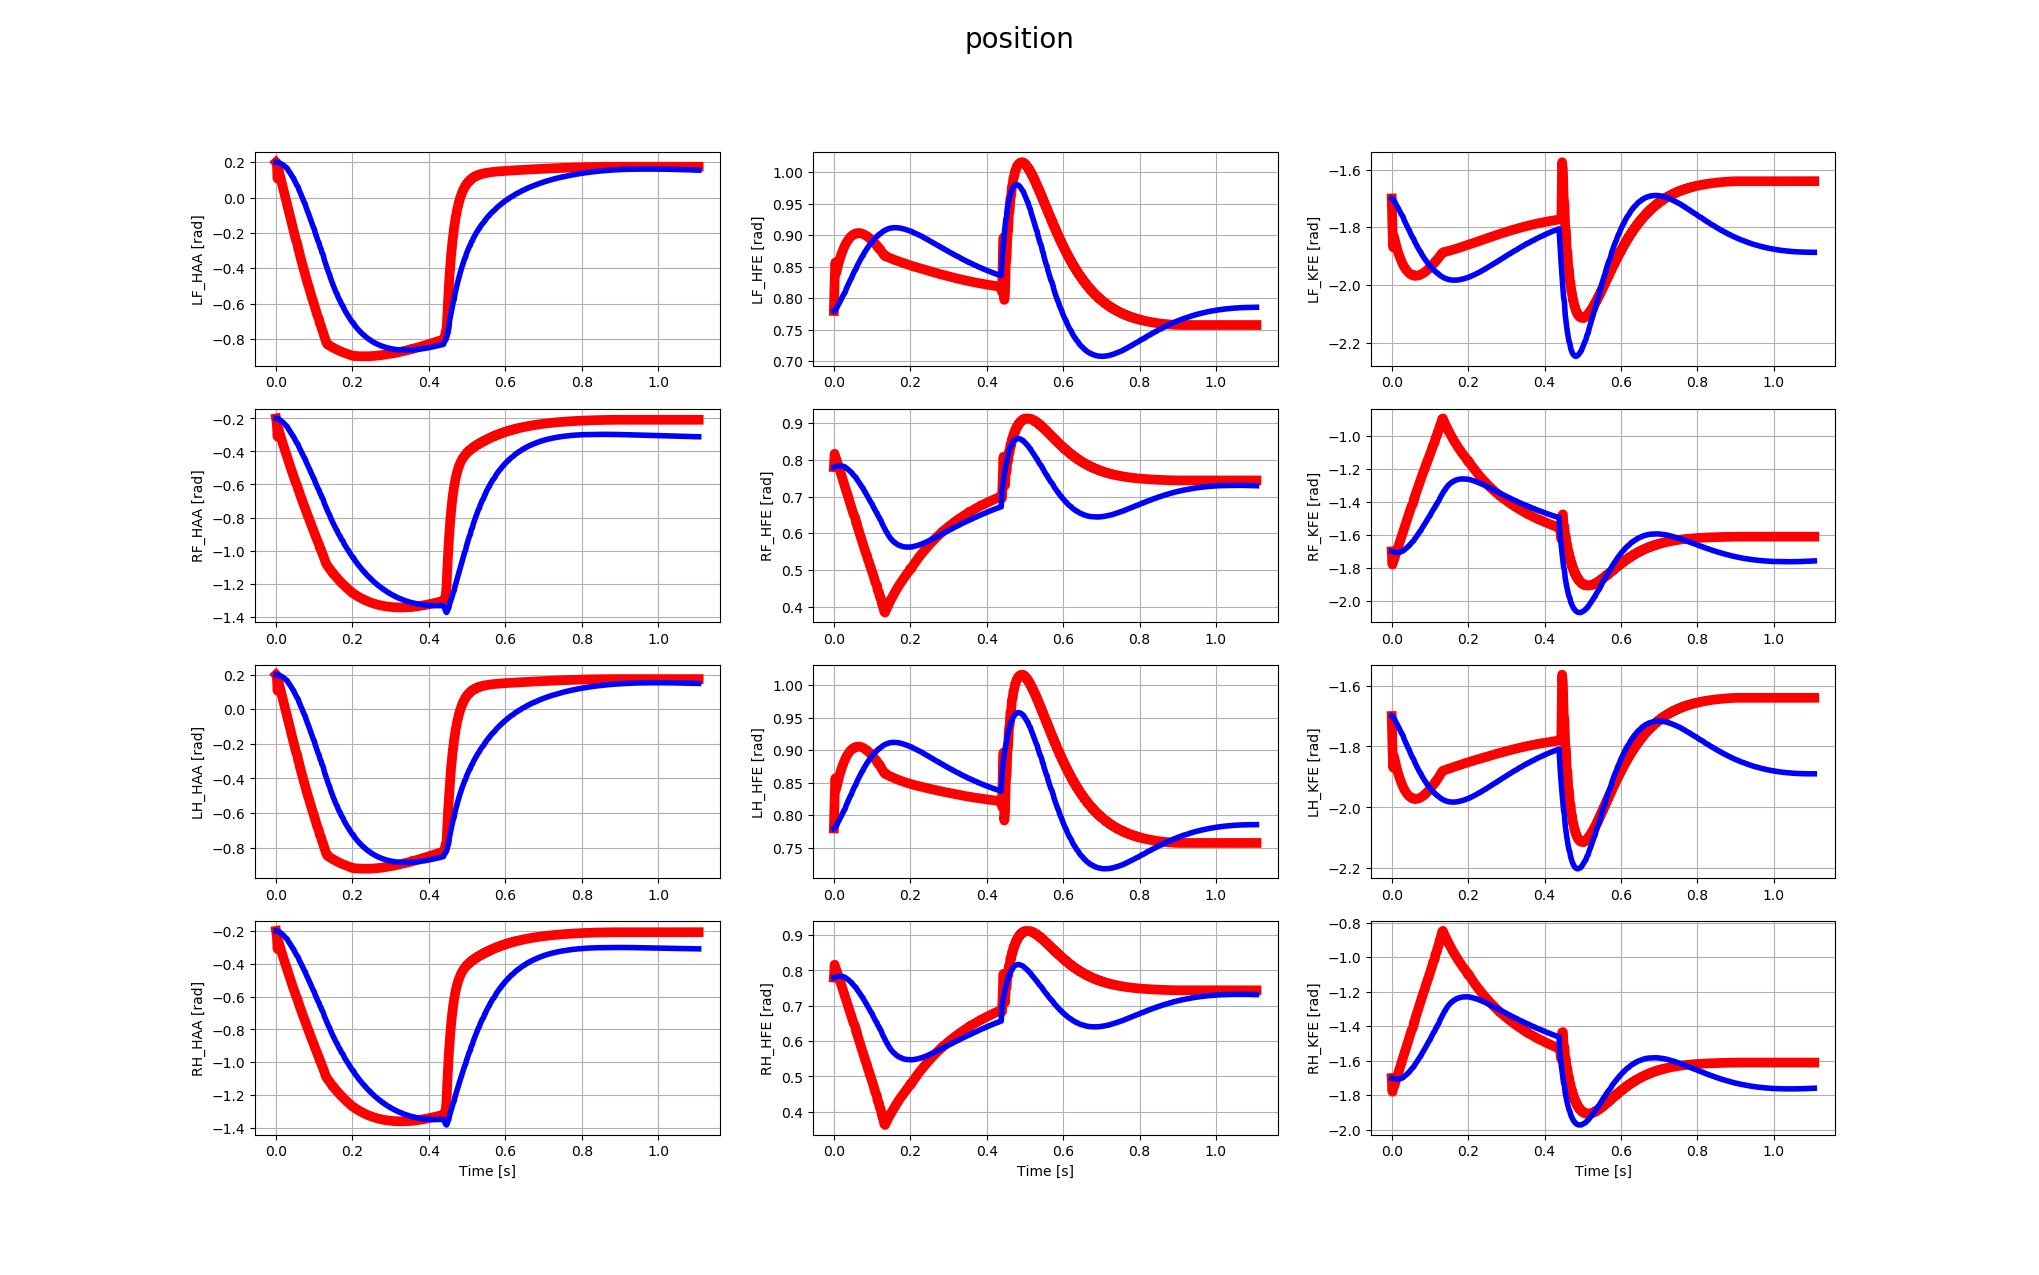 position
LF_HAA [rad]
0.2
0.0
−0.2
−0.4
−0.6
−0.8
0.0 0.2 0.4 0.6 0.8 1.0
LF_HFE [rad]
1.00
0.95
0.90
0.85
0.80
0.75
0.70
0.0 0.2 0.4 0.6 0.8 1.0
LF_KFE [rad]
−1.6
−1.8
−2.0
−2.2
0.0 0.2 0.4 0.6 0.8 1.0
RF_HAA [rad]
−0.2
−0.4
−0.6
−0.8
−1.0
−1.2
−1.4
0.0 0.2 0.4 0.6 0.8 1.0
RF_HFE [rad]
0.9
0.8
0.7
0.6
0.5
0.4
0.0 0.2 0.4 0.6 0.8 1.0
RF_KFE [rad]
−1.0
−1.2
−1.4
−1.6
−1.8
−2.0
0.0 0.2 0.4 0.6 0.8 1.0
LH_HAA [rad]
0.2
0.0
−0.2
−0.4
−0.6
−0.8
0.0 0.2 0.4 0.6 0.8 1.0
LH_HFE [rad]
1.00
0.95
0.90
0.85
0.80
0.75
0.0 0.2 0.4 0.6 0.8 1.0
LH_KFE [rad]
−1.6
−1.8
−2.0
−2.2
0.0 0.2 0.4 0.6 0.8 1.0
RH_HAA [rad]
−0.2
−0.4
−0.6
−0.8
−1.0
−1.2
−1.4
0.0 0.2 0.4 0.6 0.8 1.0
Time [s]
RH_HFE [rad]
0.9
0.8
0.7
0.6
0.5
0.4
0.0 0.2 0.4 0.6 0.8 1.0
Time [s]
RH_KFE [rad]
−0.8
−1.0
−1.2
−1.4
−1.6
−1.8
−2.0
0.0 0.2 0.4 0.6 0.8 1.0
Time [s]